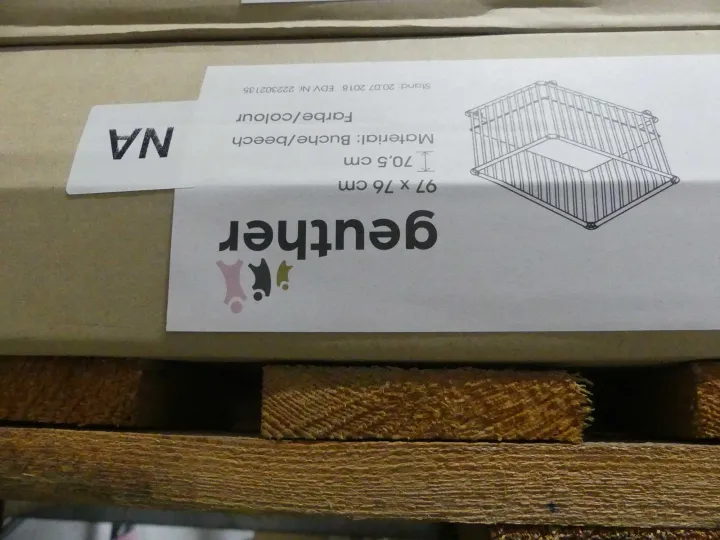 geuther
97 x 76 cm
70,5 cm
Material: Buche/beech
Farbe/colour
NA
Stand: 20.07.2018 EDV Nr. 222302135